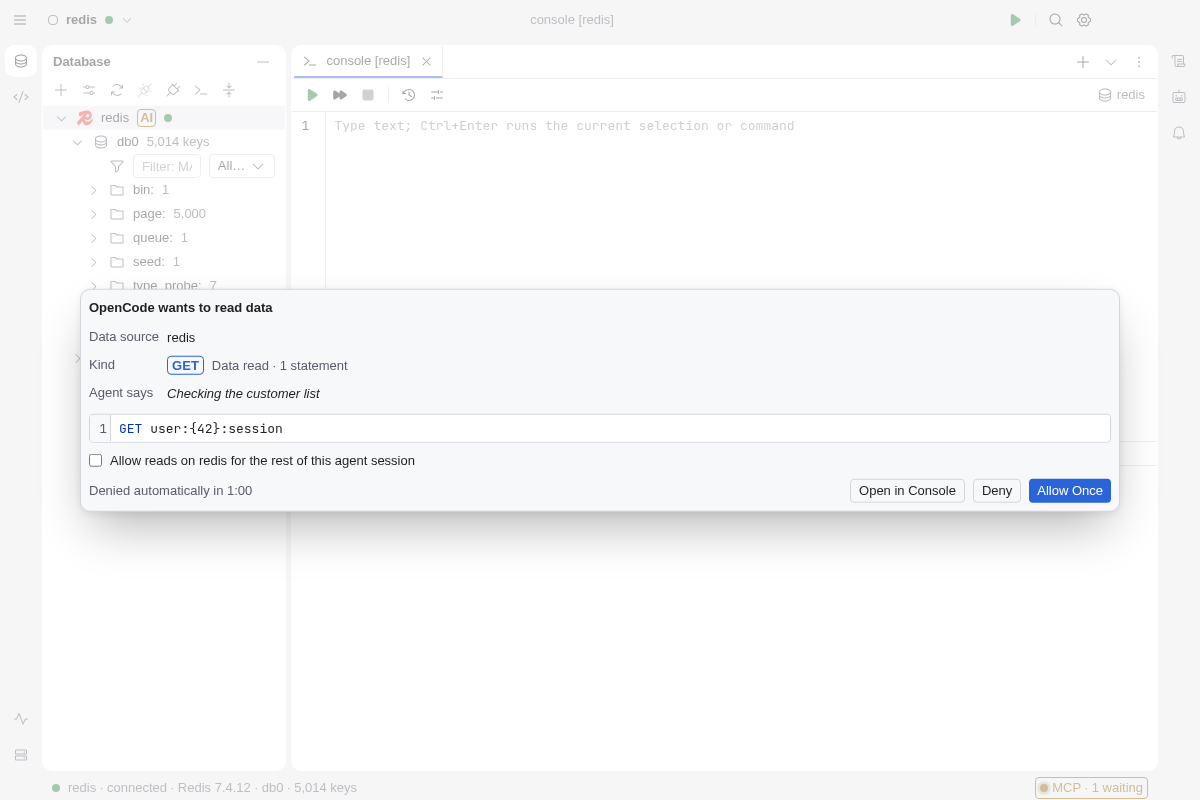 redis
console [redis]
Database
console [redis]
redis
redis AI
db0 5,014 keys
Filter: MA
All...
bin: 1
page: 5,000
queue: 1
seed: 1
type_probe: 7
1
Type text; Ctrl+Enter runs the current selection or command
OpenCode wants to read data
Data source redis
Kind GET Data read · 1 statement
Agent says Checking the customer list
1 GET user:{42}:session
Allow reads on redis for the rest of this agent session
Denied automatically in 1:00
Open in Console
Deny
Allow Once
redis · connected · Redis 7.4.12 · db0 · 5,014 keys
MCP · 1 waiting